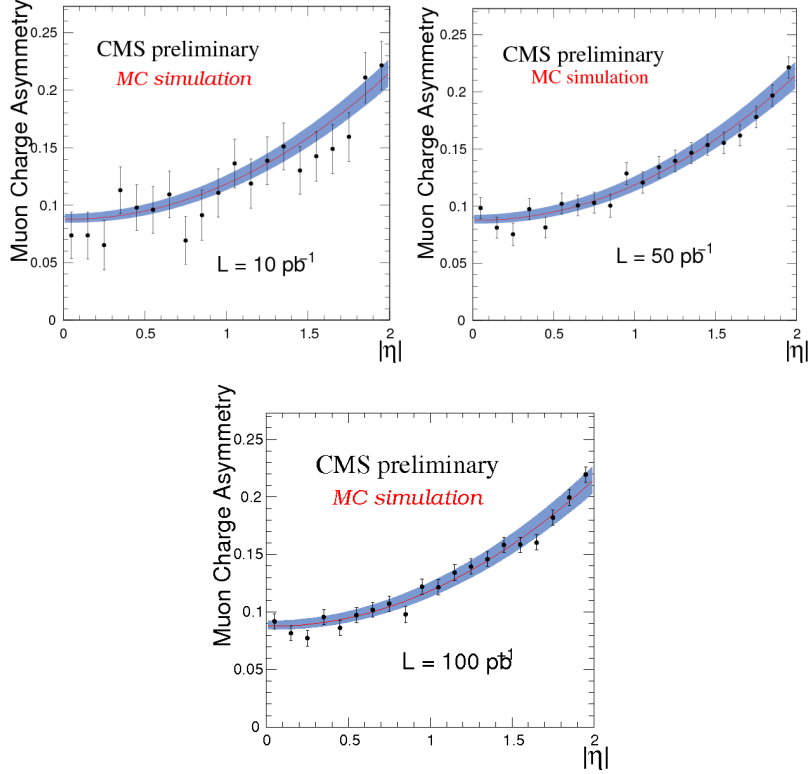 Muon Charge Asymmetry
0.25
0.2
0.15
0.1
0.05
0
CMS preliminary
MC simulation
L = 10 pb-1
0 0.5 1 1.5 2
|η|
Muon Charge Asymmetry
0.25
0.2
0.15
0.1
0.05
0
CMS preliminary
MC simulation
L = 50 pb-1
0 0.5 1 1.5 2
|η|
Muon Charge Asymmetry
0.25
0.2
0.15
0.1
0.05
0
CMS preliminary
MC simulation
L = 100 pb-1
0 0.5 1 1.5 2
|η|